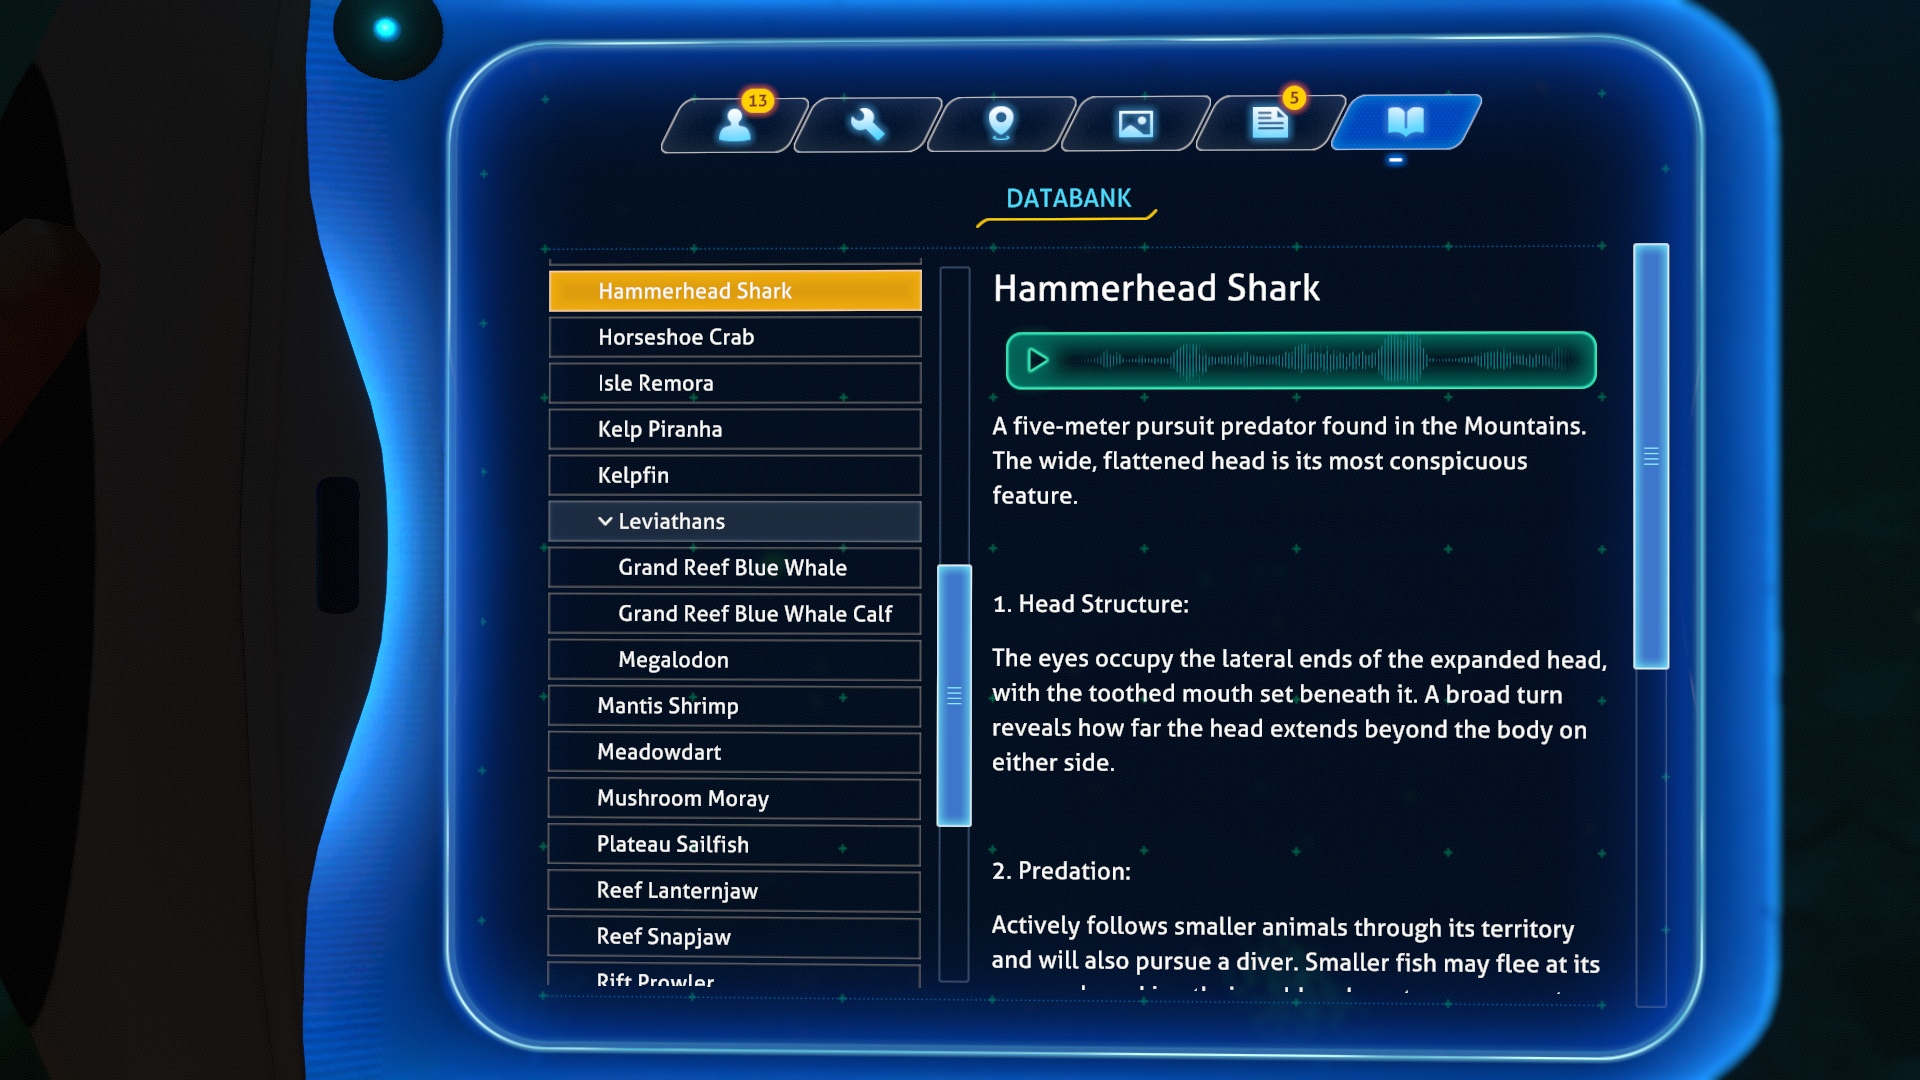 13
5
DATABANK
Hammerhead Shark
Horseshoe Crab
Isle Remora
Kelp Piranha
Kelpfin
Leviathans
Grand Reef Blue Whale
Grand Reef Blue Whale Calf
Megalodon
Mantis Shrimp
Meadowdart
Mushroom Moray
Plateau Sailfish
Reef Lanternjaw
Reef Snapjaw
Rift Prowler
Hammerhead Shark
A five-meter pursuit predator found in the Mountains.
The wide, flattened head is its most conspicuous
feature.
1. Head Structure:
The eyes occupy the lateral ends of the expanded head,
with the toothed mouth set beneath it. A broad turn
reveals how far the head extends beyond the body on
either side.
2. Predation:
Actively follows smaller animals through its territory
and will also pursue a diver. Smaller fish may flee at its